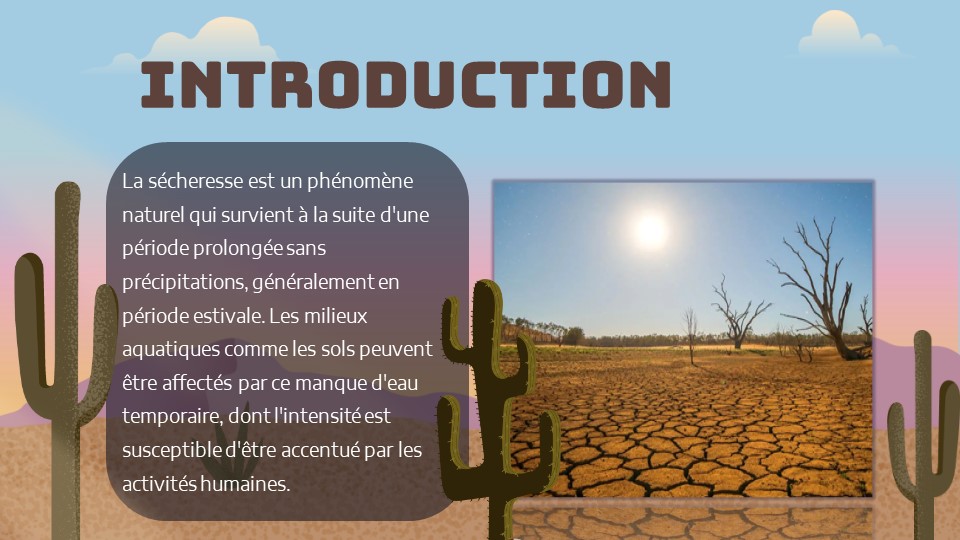 INTRODUCTION
La sécheresse est un phénomène
naturel qui survient à la suite d'une
période prolongée sans
précipitations, généralement en
période estivale. Les milieux
aquatiques comme les sols peuvent
être affectés par ce manque d'eau
temporaire, dont l'intensité est
susceptible d'être accentué par les
activités humaines.